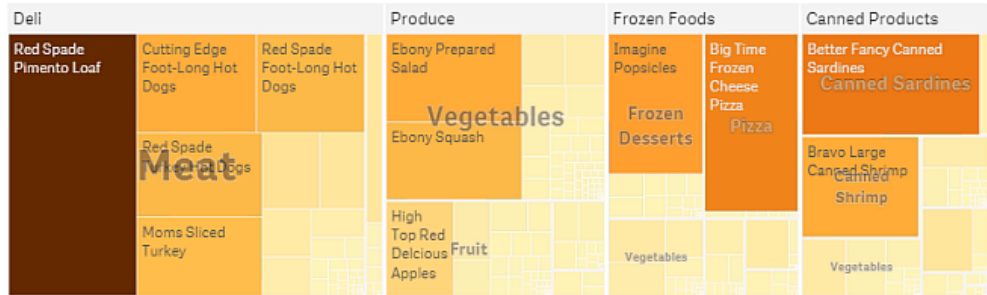 Deli
Produce
Frozen Foods
Canned Products
Red Spade
Pimento Loaf
Cutting Edge
Foot-Long Hot
Dogs
Red Spade
Foot-Long Hot
Dogs
Red Spade
Turkey Hot Dogs
Meat
Moms Sliced
Turkey
Ebony Prepared
Salad
Vegetables
Ebony Squash
High
Top Red
Delcious
Apples
Fruit
Imagine
Popsicles
Frozen
Desserts
Big Time
Frozen
Cheese
Pizza
Pizza
Vegetables
Better Fancy Canned
Sardines
Canned Sardines
Bravo Large
Canned Shrimp
Canned
Shrimp
Vegetables